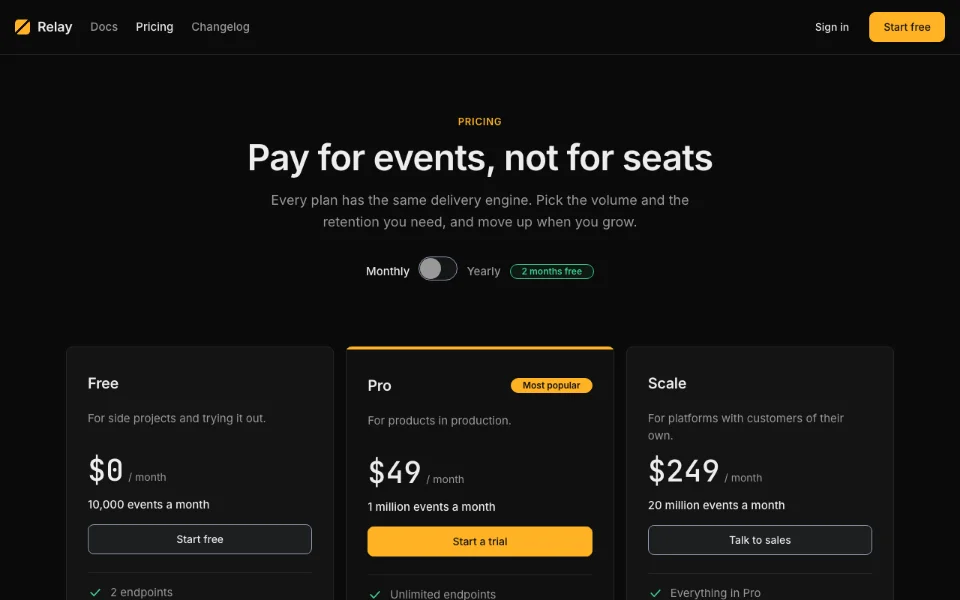 Relay
Docs
Pricing
Changelog
Sign in
Start free
PRICING
Pay for events, not for seats
Every plan has the same delivery engine. Pick the volume and the
retention you need, and move up when you grow.
Monthly
Yearly
2 months free
Free
For side projects and trying it out.
$0 / month
10,000 events a month
Start free
2 endpoints
Pro
Most popular
For products in production.
$49 / month
1 million events a month
Start a trial
Unlimited endpoints
Scale
For platforms with customers of their
own.
$249 / month
20 million events a month
Talk to sales
Everything in Pro